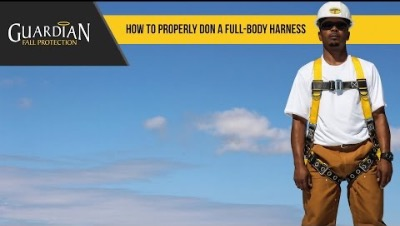 GUARDIAN
FALL PROTECTION
HOW TO PROPERLY DON A FULL-BODY HARNESS